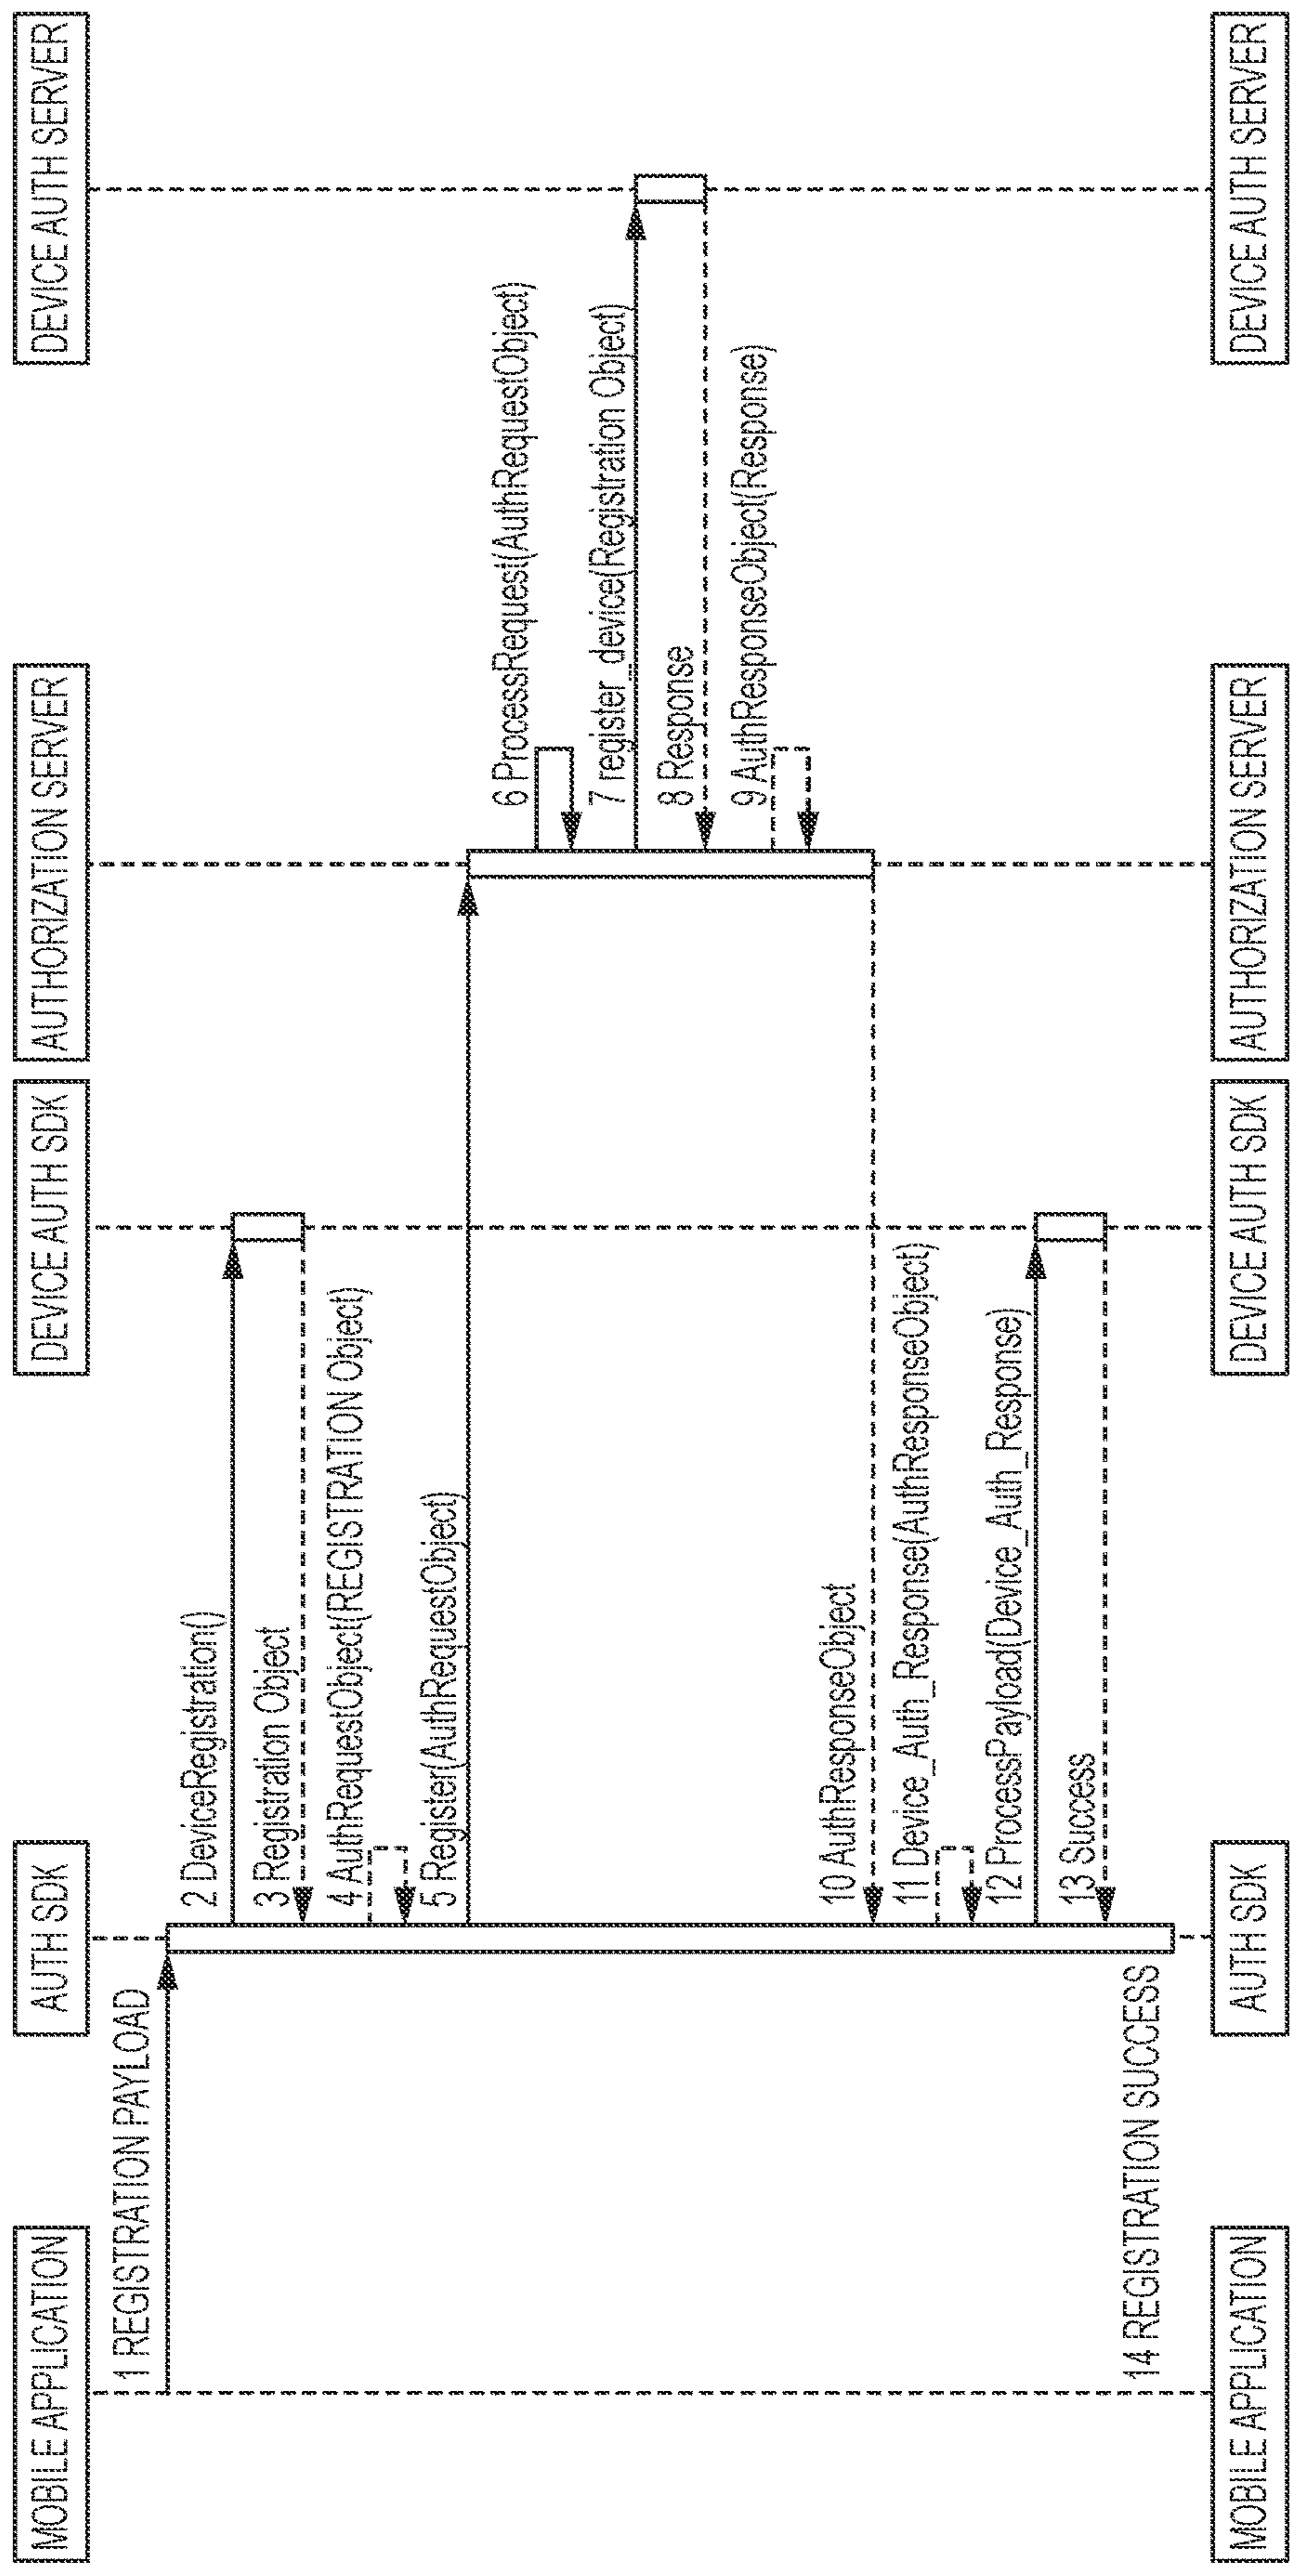 MOBILE APPLICATION
AUTH SDK
DEVICE AUTH SDK
AUTHORIZATION SERVER
DEVICE AUTH SERVER
1 REGISTRATION PAYLOAD
2 DeviceRegistration()
3 Registration Object
4 AuthRequestObject(REGISTRATION Object)
5 Register(AuthRequestObject)
6 ProcessRequest(AuthRequestObject)
7 register_device(Registration Object)
8 Response
9 AuthResponseObject(Response)
10 AuthResponseObject
11 Device_Auth_Response(AuthResponseObject)
12 ProcessPayload(Device_Auth_Response)
13 Success
14 REGISTRATION SUCCESS
MOBILE APPLICATION
AUTH SDK
DEVICE AUTH SDK
AUTHORIZATION SERVER
DEVICE AUTH SERVER